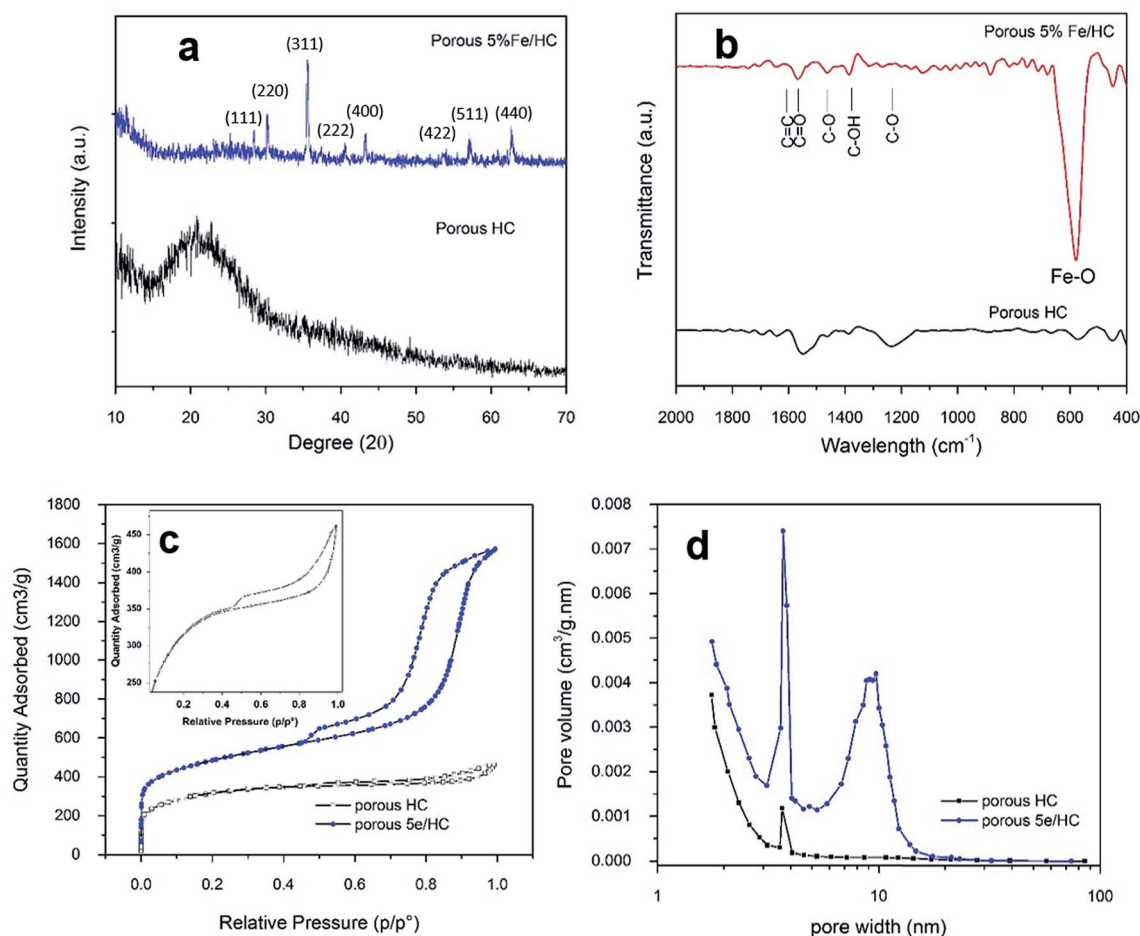 a
Porous 5%Fe/HC
(311)
(220)
(111)
(222)
(400)
(422)
(511)
(440)
Porous HC
Intensity (a.u.)
10 20 30 40 50 60 70
Degree (2θ)
b
Porous 5% Fe/HC
C=C
C=O
C-O
C-OH
C-O
Fe-O
Porous HC
Transmittance (a.u.)
2000 1800 1600 1400 1200 1000 800 600 400
Wavelength (cm⁻¹)
c
1800
1600
1400
1200
1000
800
600
400
200
0
Quantity Adsorbed (cm3/g)
450
400
350
300
250
Quantity Adsorbed (cm3/g)
0.0 0.2 0.4 0.6 0.8 1.0
Relative Pressure (p/p°)
porous HC
porous 5e/HC
0.0 0.2 0.4 0.6 0.8 1.0
Relative Pressure (p/p°)
d
0.008
0.007
0.006
0.005
0.004
0.003
0.002
0.001
0.000
Pore volume (cm³/g.nm)
porous HC
porous 5e/HC
1 10 100
pore width (nm)